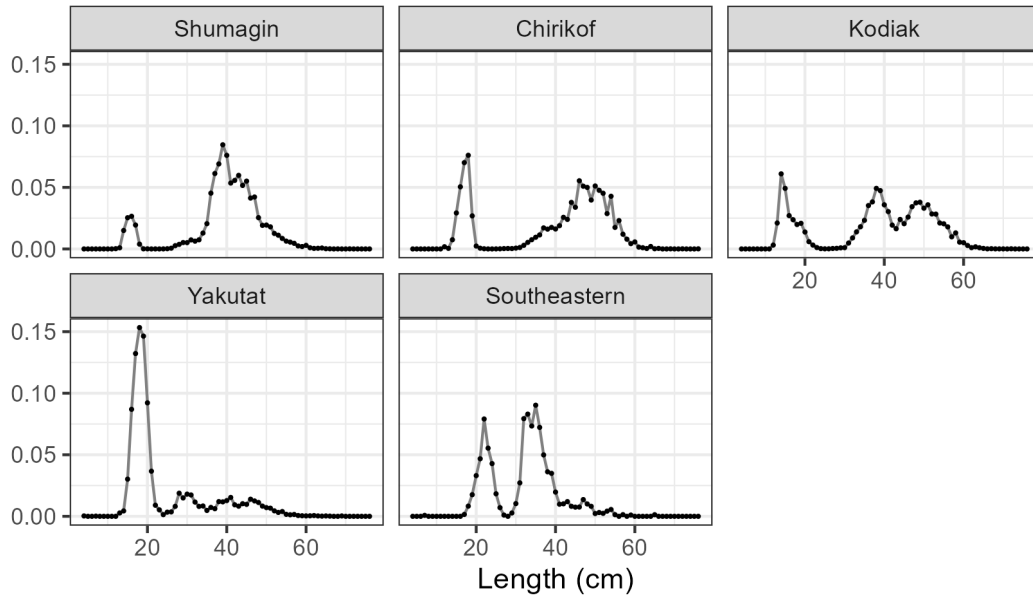 Shumagin Chirikof Kodiak
0.15
0.10
0.05
0.00
20 40 60
Yakutat Southeastern
0.15
0.10
0.05
0.00
20 40 60 20 40 60
Length (cm)